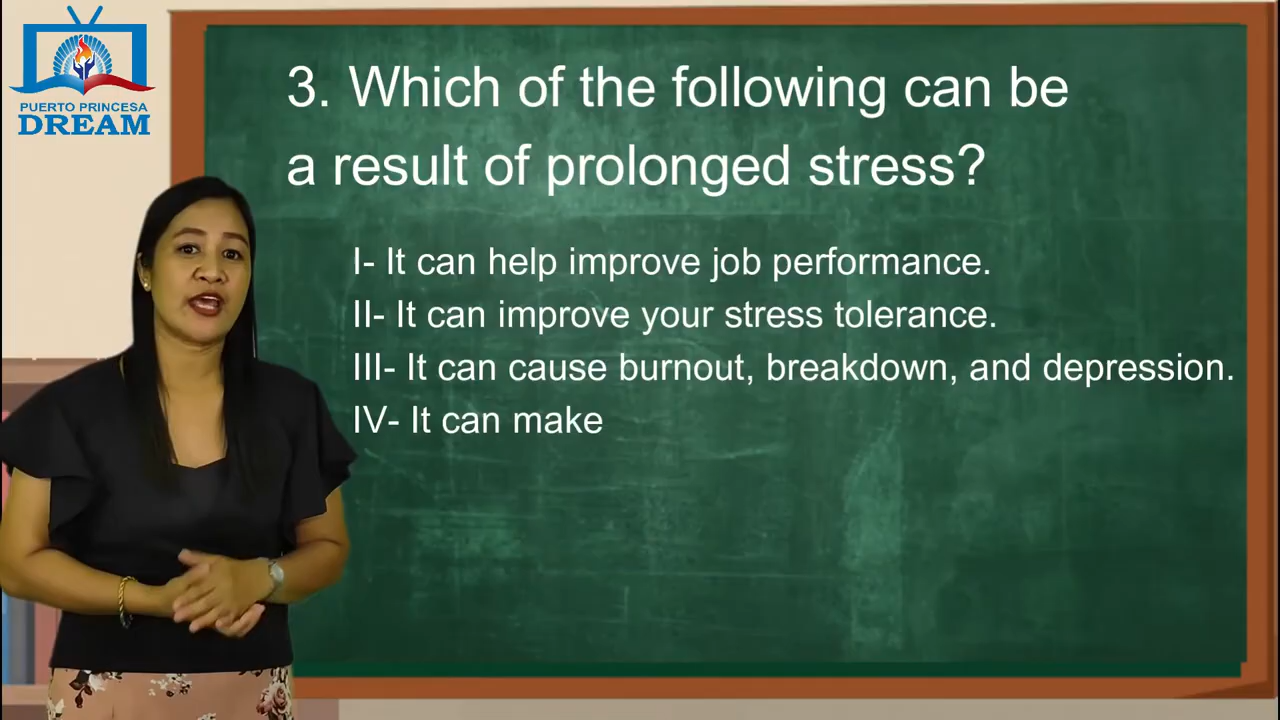 PUERTO PRINCESA
DREAM
3. Which of the following can be
a result of prolonged stress?
I- It can help improve job performance.
II- It can improve your stress tolerance.
III- It can cause burnout, breakdown, and depression.
IV- It can make